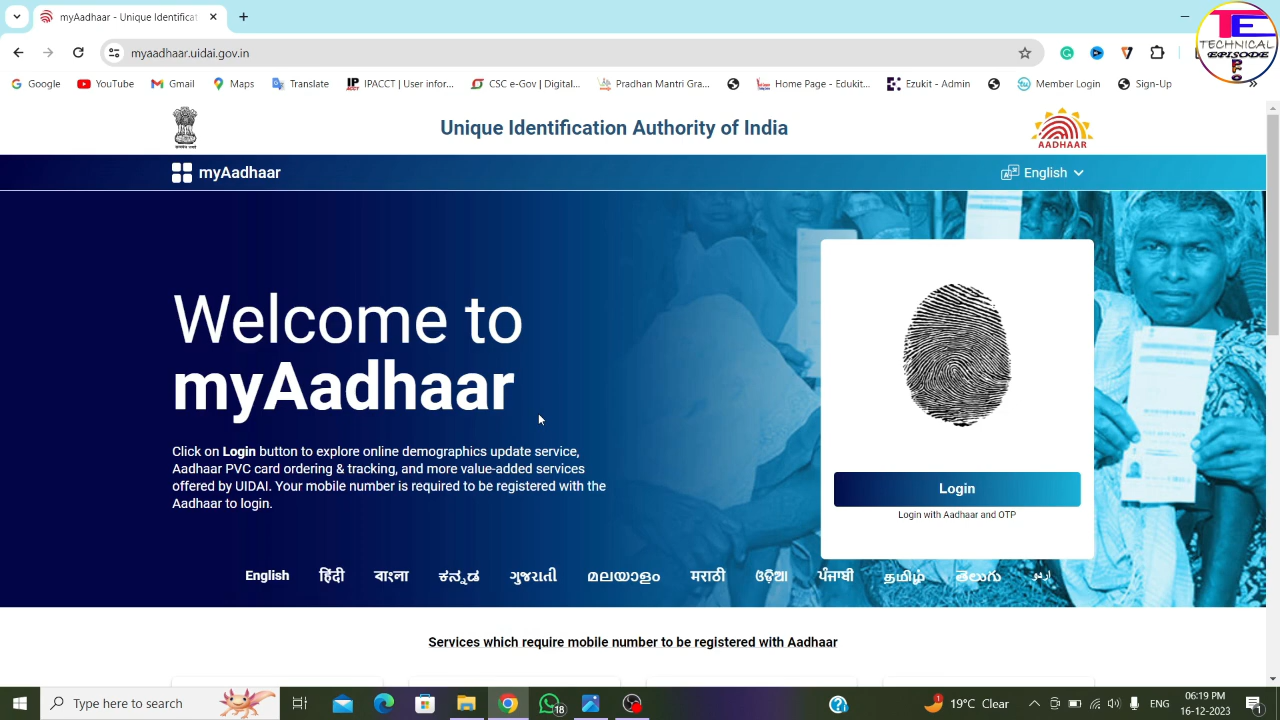 myAadhaar - Unique Identificat
myaadhaar.uidai.gov.in
TE
TECHNICAL
EPISODE
Google
YouTube
Gmail
Maps
Translate
IPACCT | User infor...
CSC e-Gov Digital...
Pradhan Mantri Gra...
Home Page - Edukit...
Ezukit - Admin
Member Login
Sign-Up
Unique Identification Authority of India
AADHAAR
myAadhaar
English
Welcome to
myAadhaar
Click on Login button to explore online demographics update service,
Aadhaar PVC card ordering & tracking, and more value-added services
offered by UIDAI. Your mobile number is required to be registered with the
Aadhaar to login.
Login
Login with Aadhaar and OTP
English हिंदी বাংলা ಕನ್ನಡ ગુજરાતી മലയാളം मराठी ଓଡ଼ିଆ ਪੰਜਾਬੀ தமிழ் తెలుగు اردو
Services which require mobile number to be registered with Aadhaar
Type here to search
18
19°C Clear
ENG
06:19 PM
16-12-2023
1